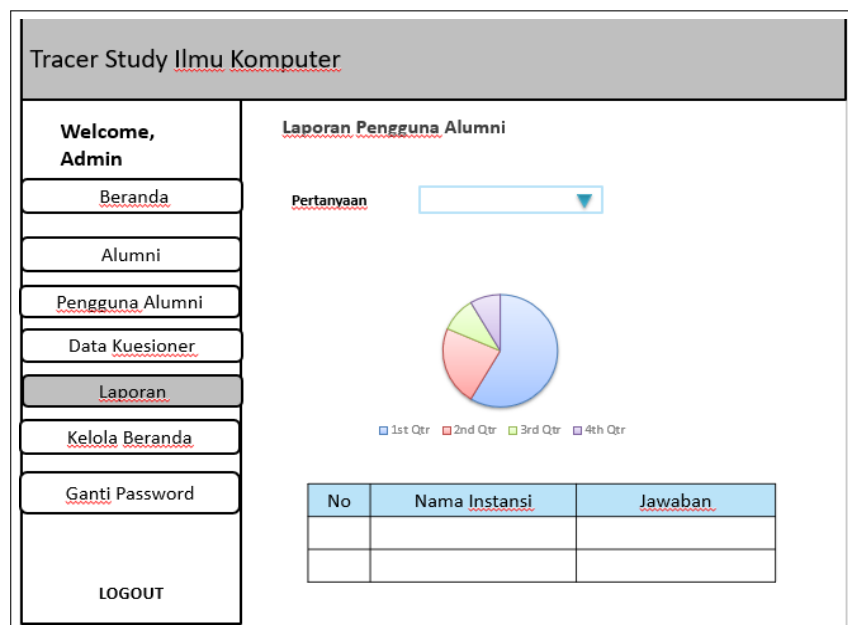 Tracer Study Ilmu Komputer
Welcome,
Admin
Beranda
Alumni
Pengguna Alumni
Data Kuesioner
Laporan
Kelola Beranda
Ganti Password
LOGOUT
Laporan Pengguna Alumni
Pertanyaan
1st Qtr 2nd Qtr 3rd Qtr 4th Qtr
No Nama Instansi Jawaban